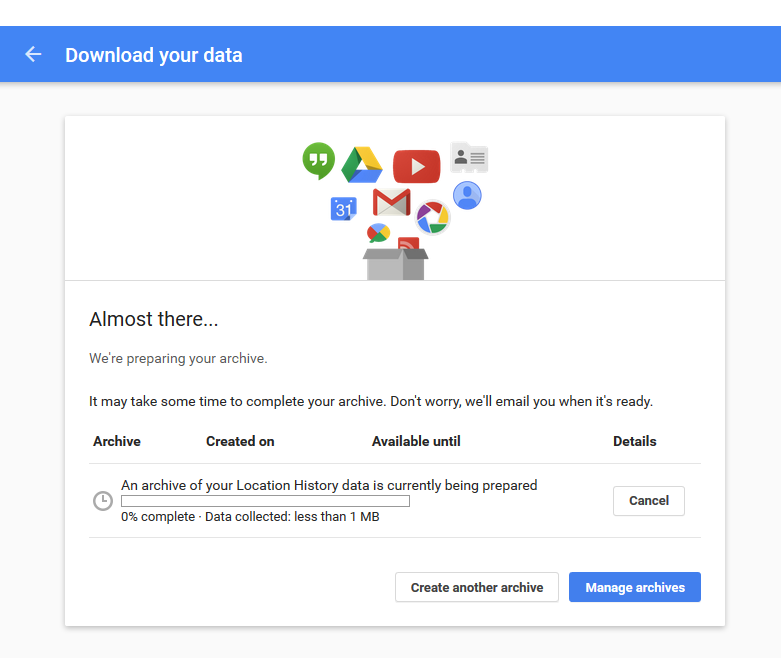 Download your data
31
Almost there...
We're preparing your archive.
It may take some time to complete your archive. Don't worry, we'll email you when it's ready.
Archive Created on Available until Details
An archive of your Location History data is currently being prepared
0% complete · Data collected: less than 1 MB
Cancel
Create another archive Manage archives